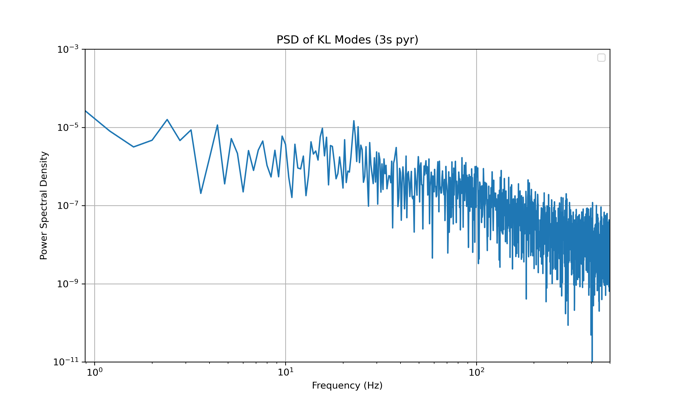 PSD of KL Modes (3s pyr)
Power Spectral Density
10⁻³
10⁻⁵
10⁻⁷
10⁻⁹
10⁻¹¹
10⁰ 10¹ 10²
Frequency (Hz)